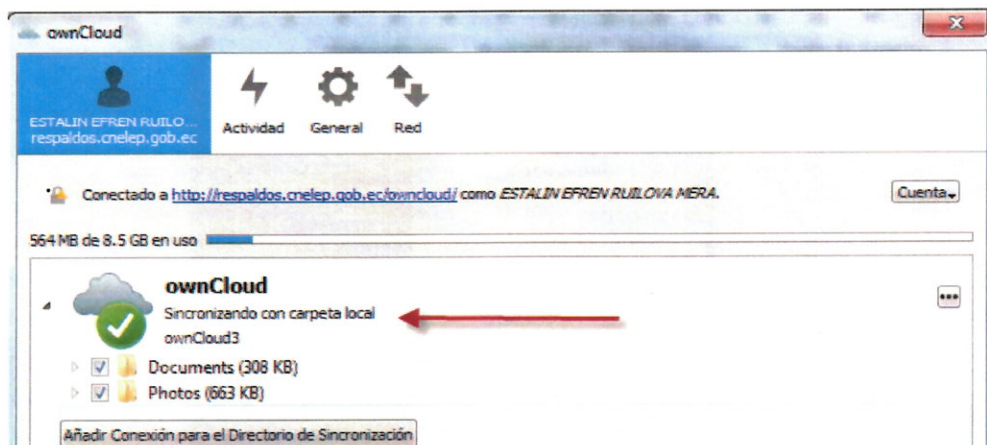 ownCloud
ESTALIN EFREN RUILO...
respaldos.cnelep.gob.ec
Actividad
General
Red
Conectado a http://respaldos.cnelep.gob.ec/owncloud/ como ESTALIN EFREN RUILOVA MERA.
Cuenta
564 MB de 8.5 GB en uso
ownCloud
Sincronizando con carpeta local
ownCloud3
Documents (308 KB)
Photos (663 KB)
Añadir Conexión para el Directorio de Sincronización